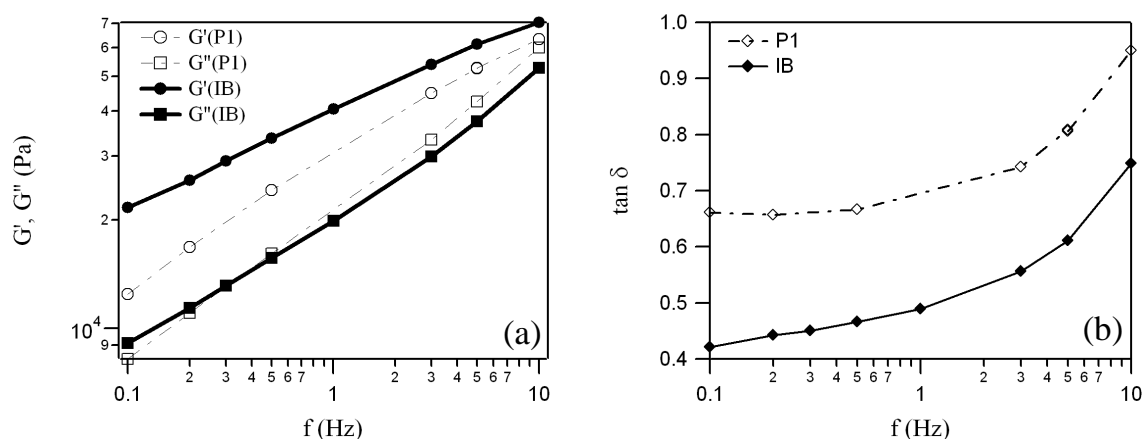 7
6
5
4
3
2
10⁴
9
G', G'' (Pa)
G'(P1)
G''(P1)
G'(IB)
G''(IB)
(a)
0.1 2 3 4 5 6 7 1 2 3 4 5 6 7 10
f (Hz)
1.0
0.9
0.8
0.7
0.6
0.5
0.4
tan δ
P1
IB
(b)
0.1 2 3 4 5 6 7 1 2 3 4 5 6 7 10
f (Hz)